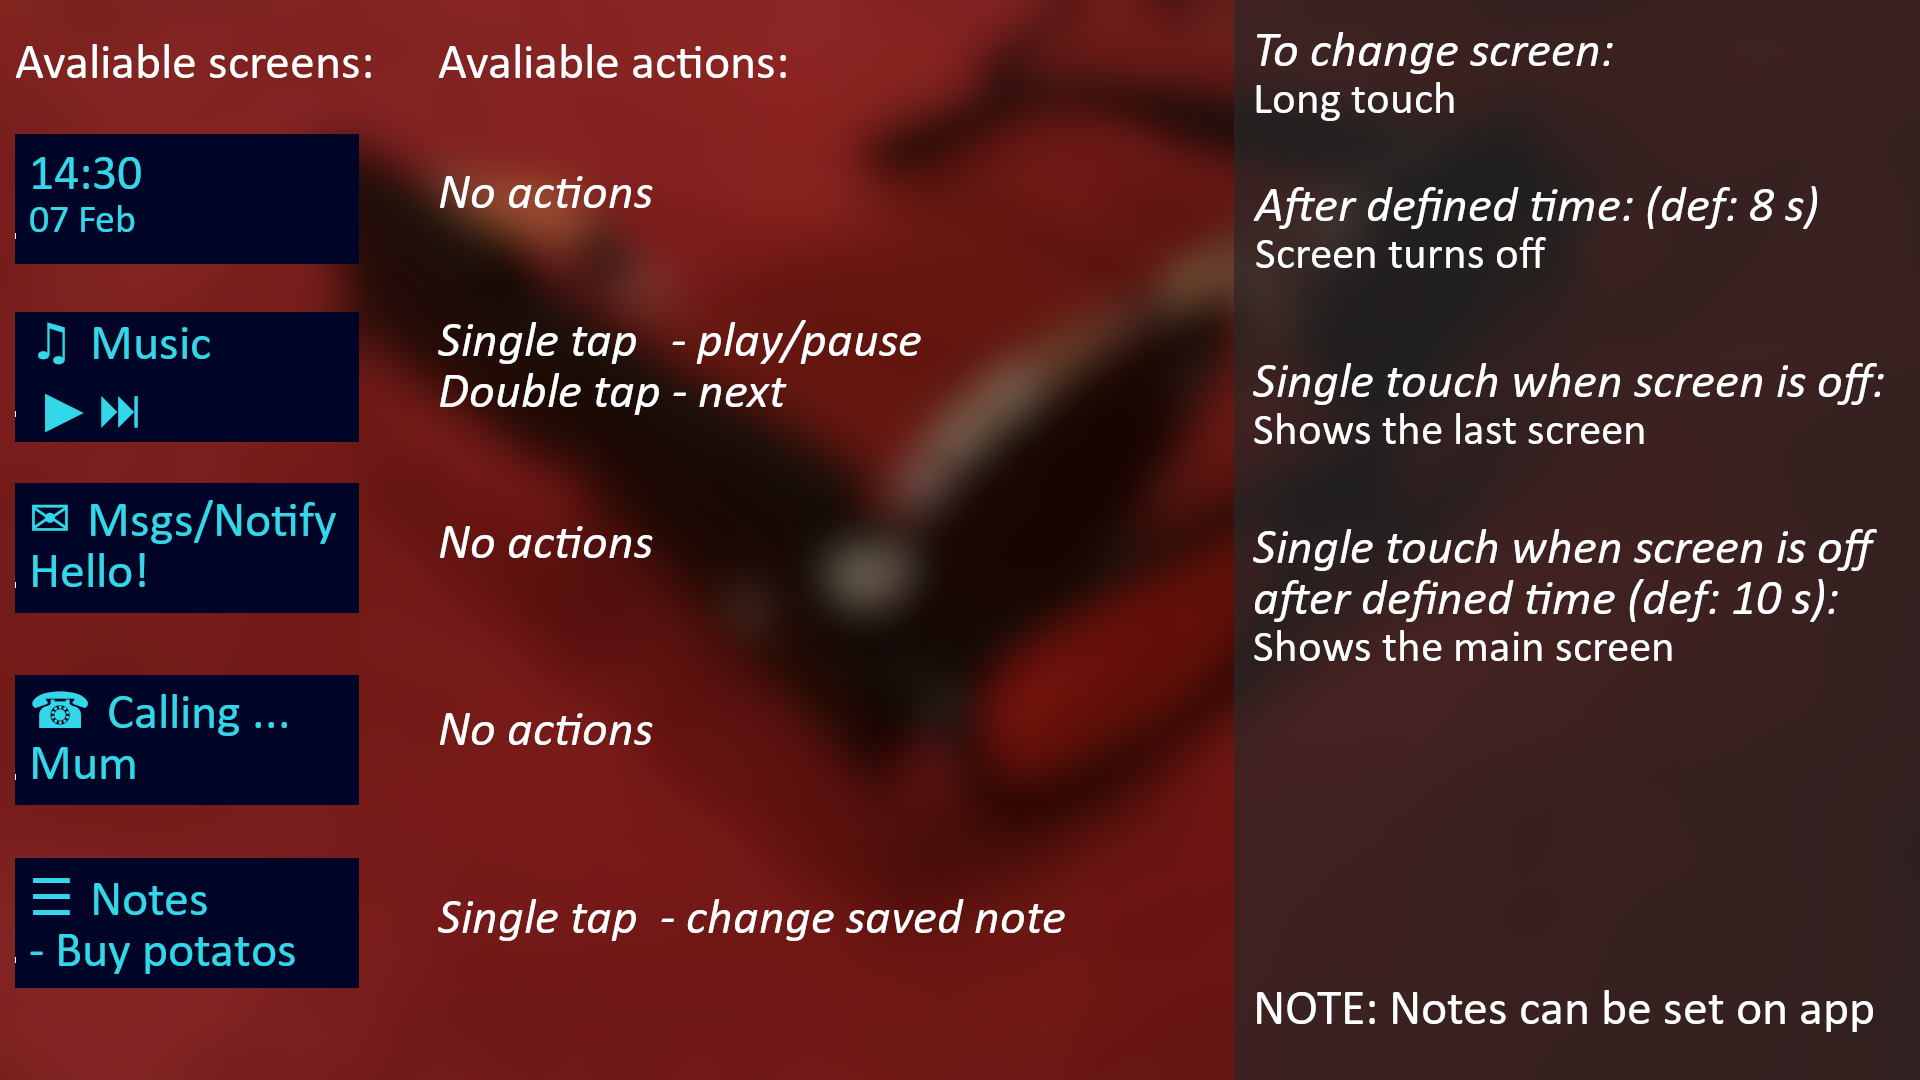 Avaliable screens:
Avaliable actions:
14:30
07 Feb
No actions
♫ Music
▶ ⏭
Single tap - play/pause
Double tap - next
✉ Msgs/Notify
Hello!
No actions
☎ Calling ...
Mum
No actions
☰ Notes
- Buy potatos
Single tap - change saved note
To change screen:
Long touch
After defined time: (def: 8 s)
Screen turns off
Single touch when screen is off:
Shows the last screen
Single touch when screen is off
after defined time (def: 10 s):
Shows the main screen
NOTE: Notes can be set on app